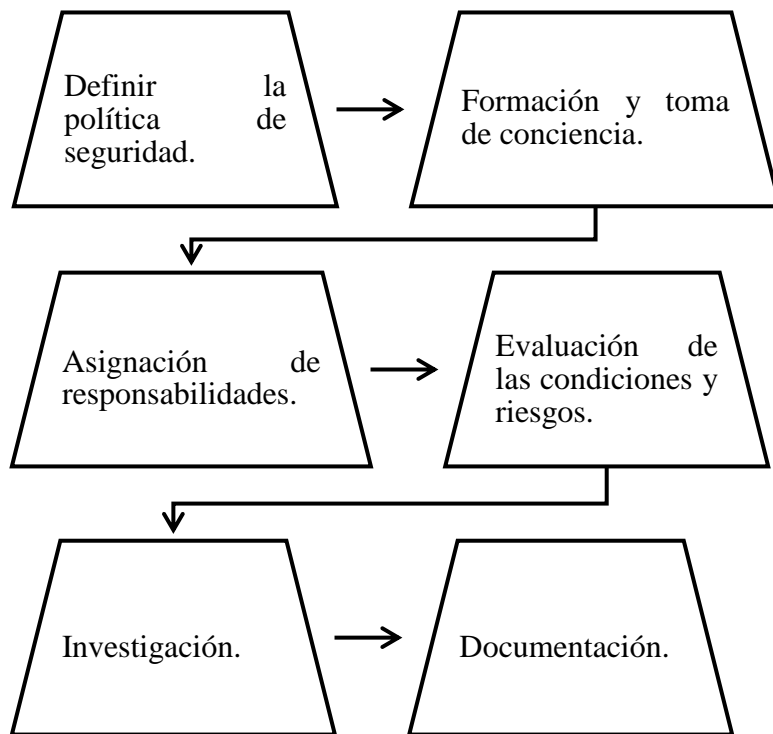 Definir la
política de
seguridad.
Formación y toma
de conciencia.
Asignación de
responsabilidades.
Evaluación de
las condiciones y
riesgos.
Investigación.
Documentación.